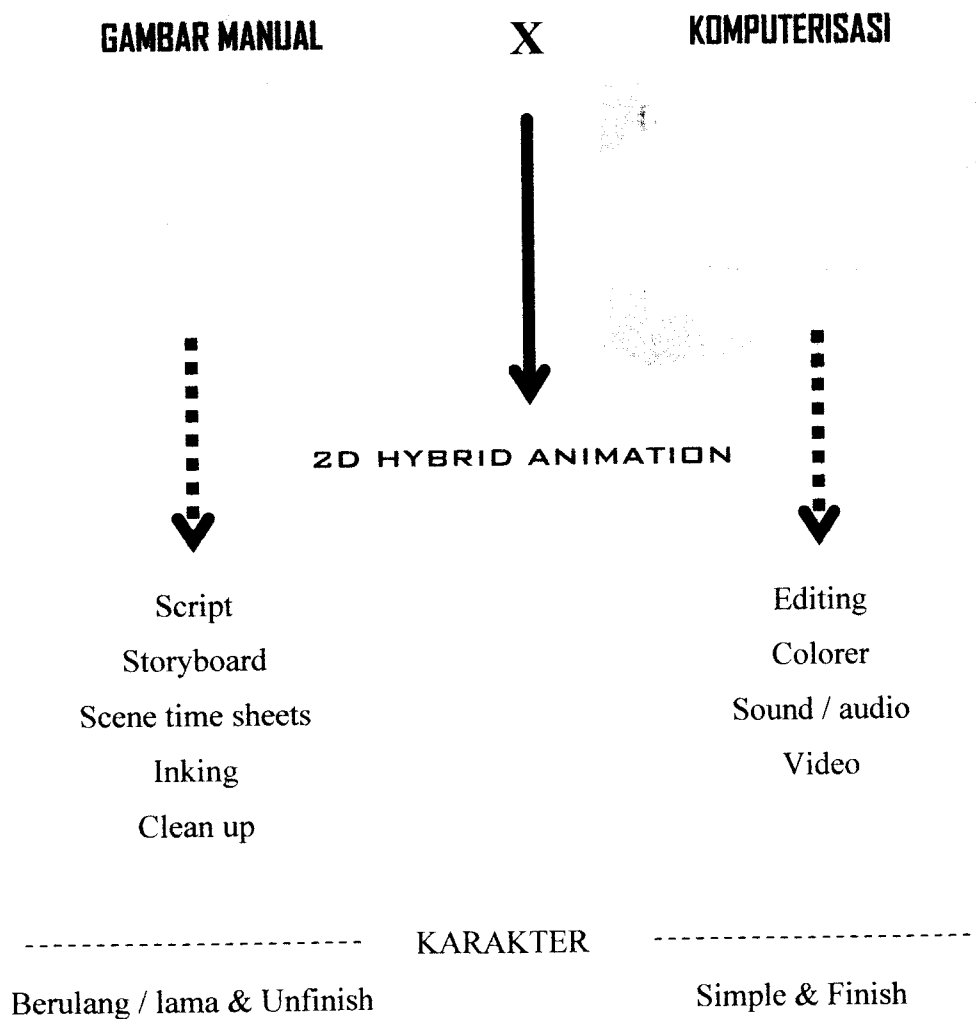 GAMBAR MANUAL X KOMPUTERISASI
2D HYBRID ANIMATION
Script
Storyboard
Scene time sheets
Inking
Clean up
Editing
Colorer
Sound / audio
Video
KARAKTER
Berulang / lama & Unfinish
Simple & Finish